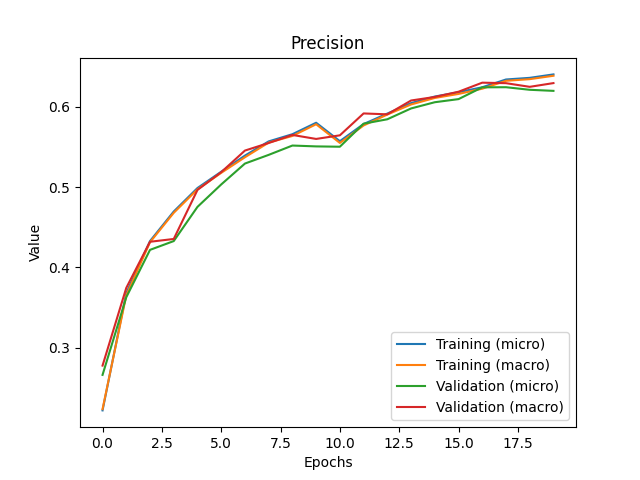 Precision
Value
0.6
0.5
0.4
0.3
0.0 2.5 5.0 7.5 10.0 12.5 15.0 17.5
Epochs
Training (micro)
Training (macro)
Validation (micro)
Validation (macro)